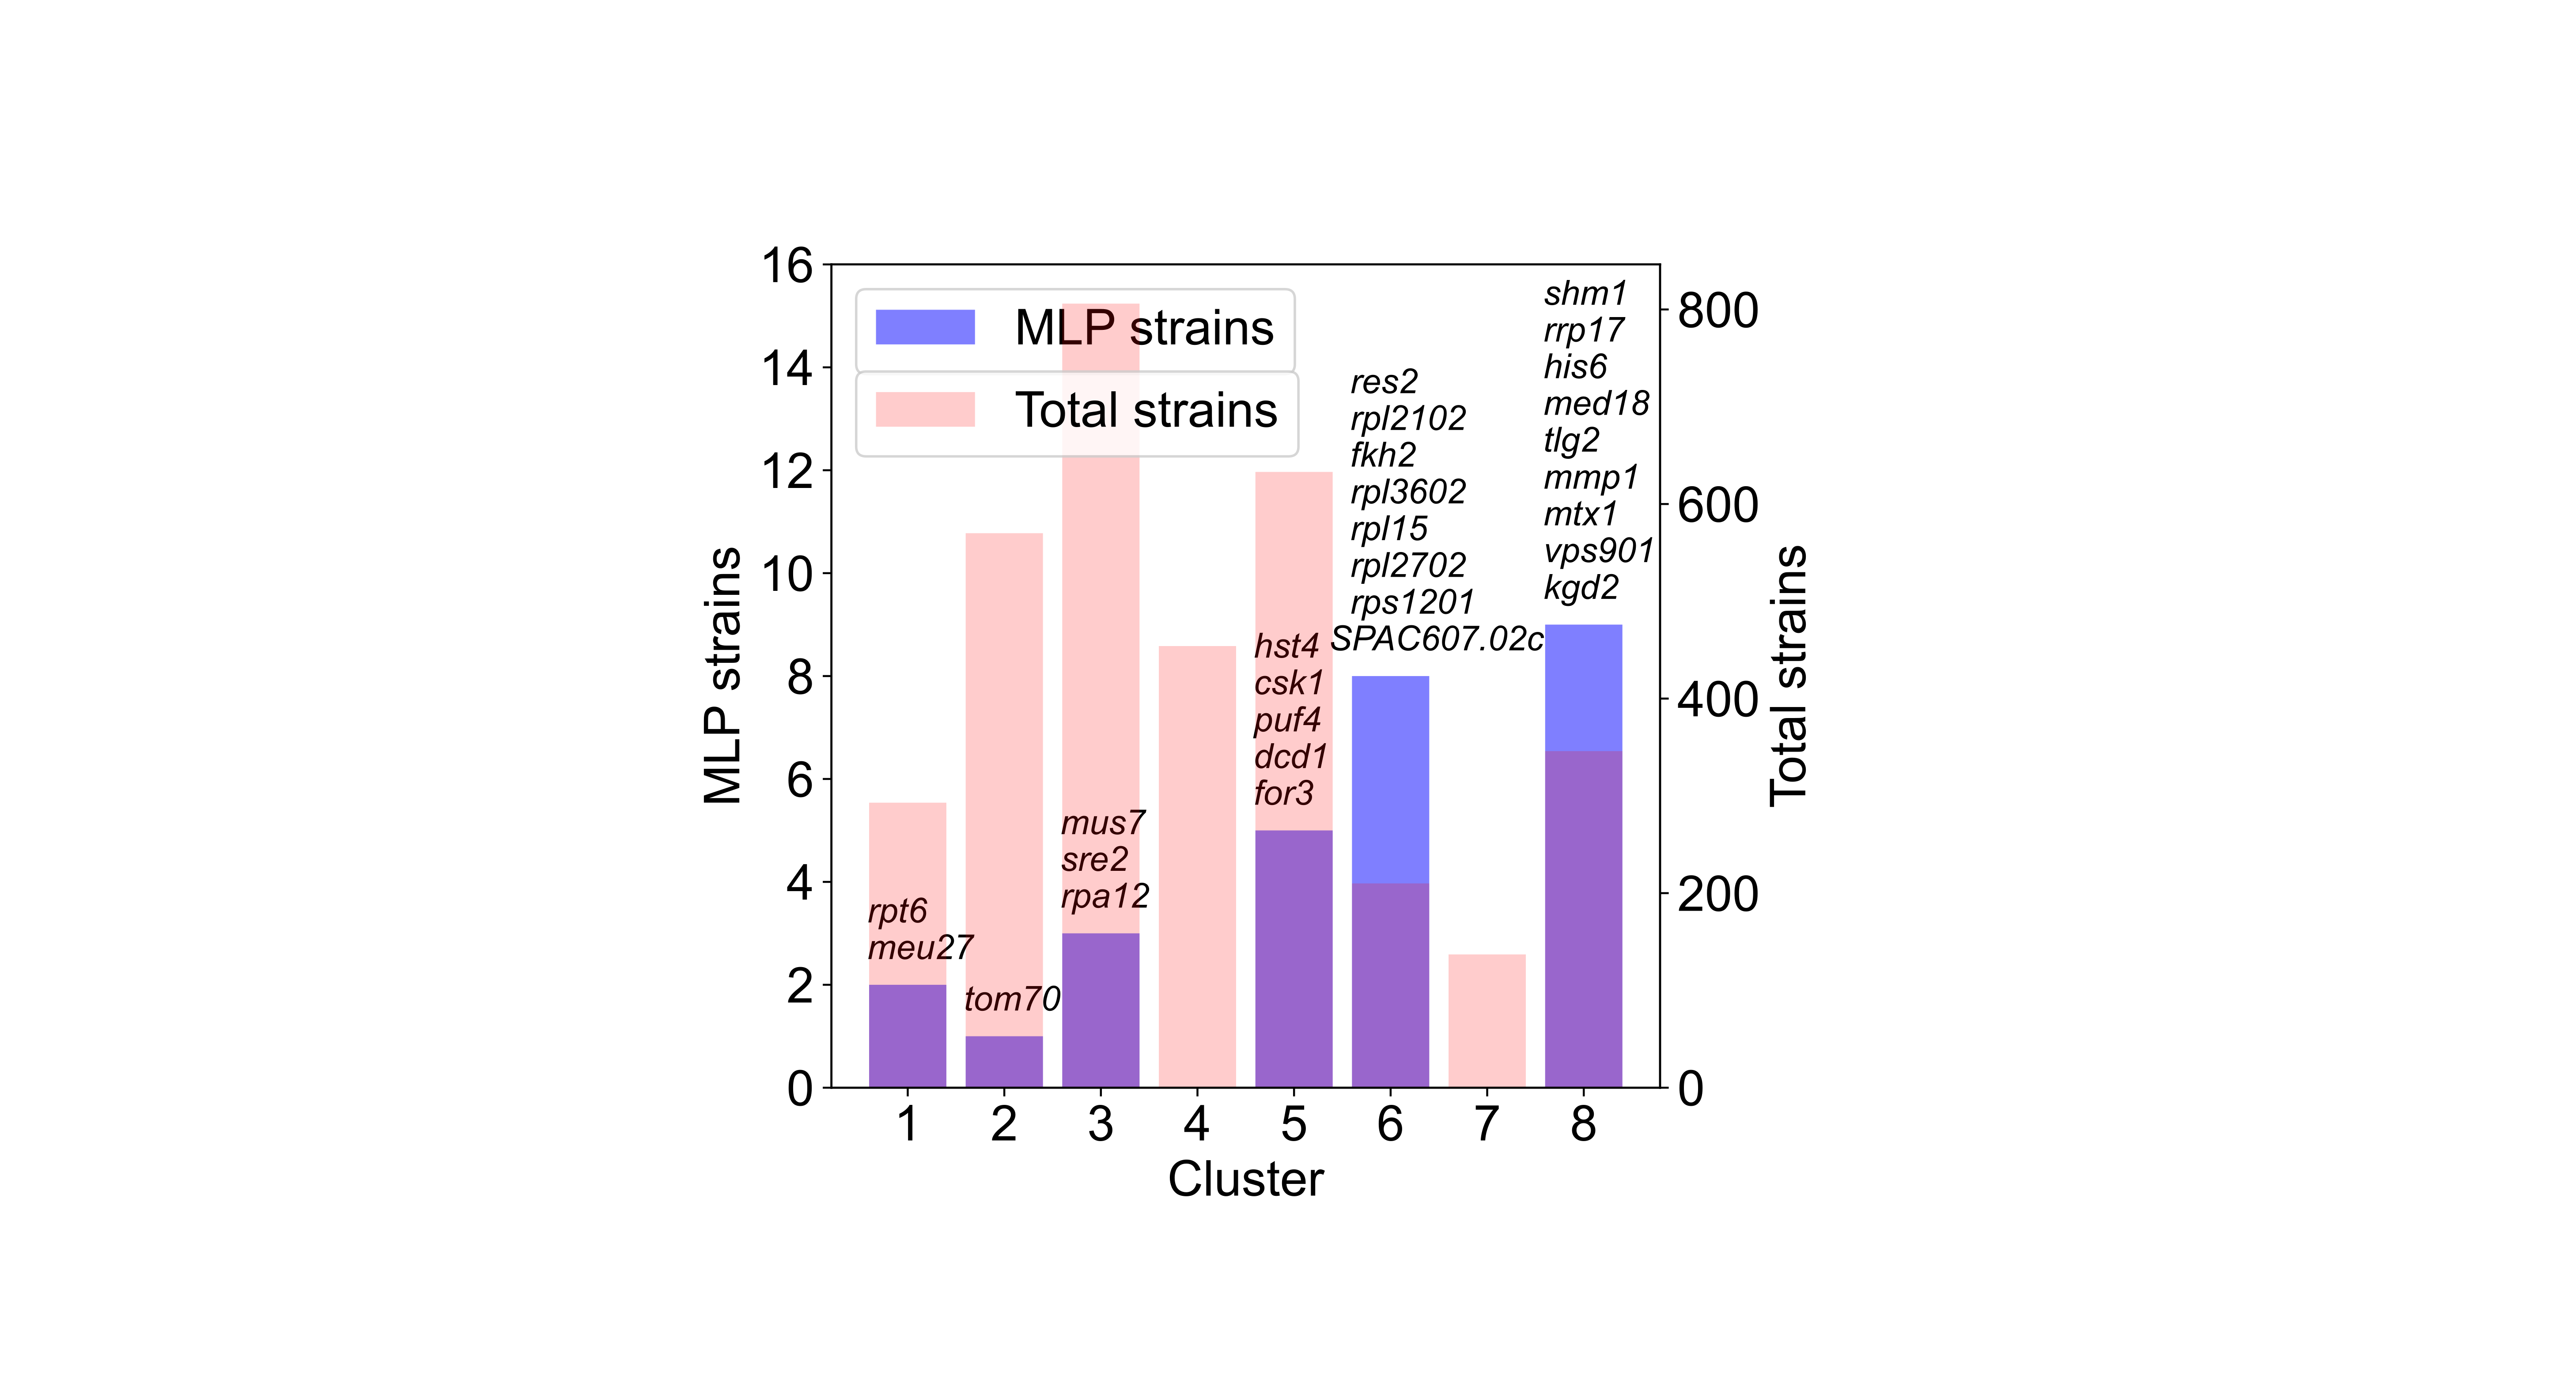 MLP strains
Total strains
16
14
12
10
8
6
4
2
0
MLP strains
rpt6
meu27
tom70
mus7
sre2
rpa12
hst4
csk1
puf4
dcd1
for3
res2
rpl2102
fkh2
rpl3602
rpl15
rpl2702
rps1201
SPAC607.02c
shm1
rrp17
his6
med18
tlg2
mmp1
mtx1
vps901
kgd2
800
600
400
200
0
Total strains
1 2 3 4 5 6 7 8
Cluster